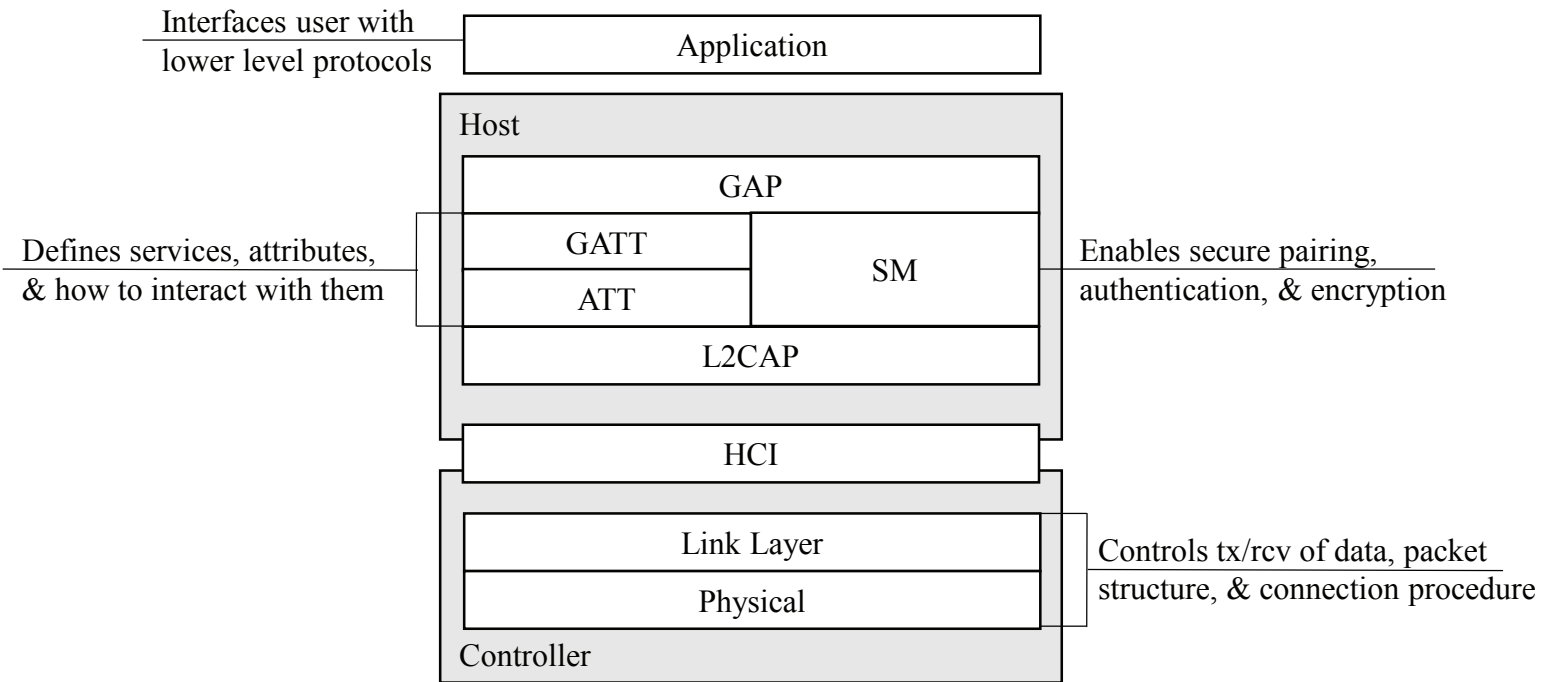 Interfaces user with
lower level protocols
Application
Host
GAP
GATT
ATT
SM
Defines services, attributes,
& how to interact with them
Enables secure pairing,
authentication, & encryption
L2CAP
HCI
Link Layer
Physical
Controls tx/rcv of data, packet
structure, & connection procedure
Controller